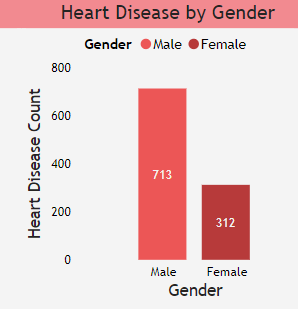 Heart Disease by Gender
Gender Male Female
800
600
400
200
0
Heart Disease Count
713
312
Male Female
Gender